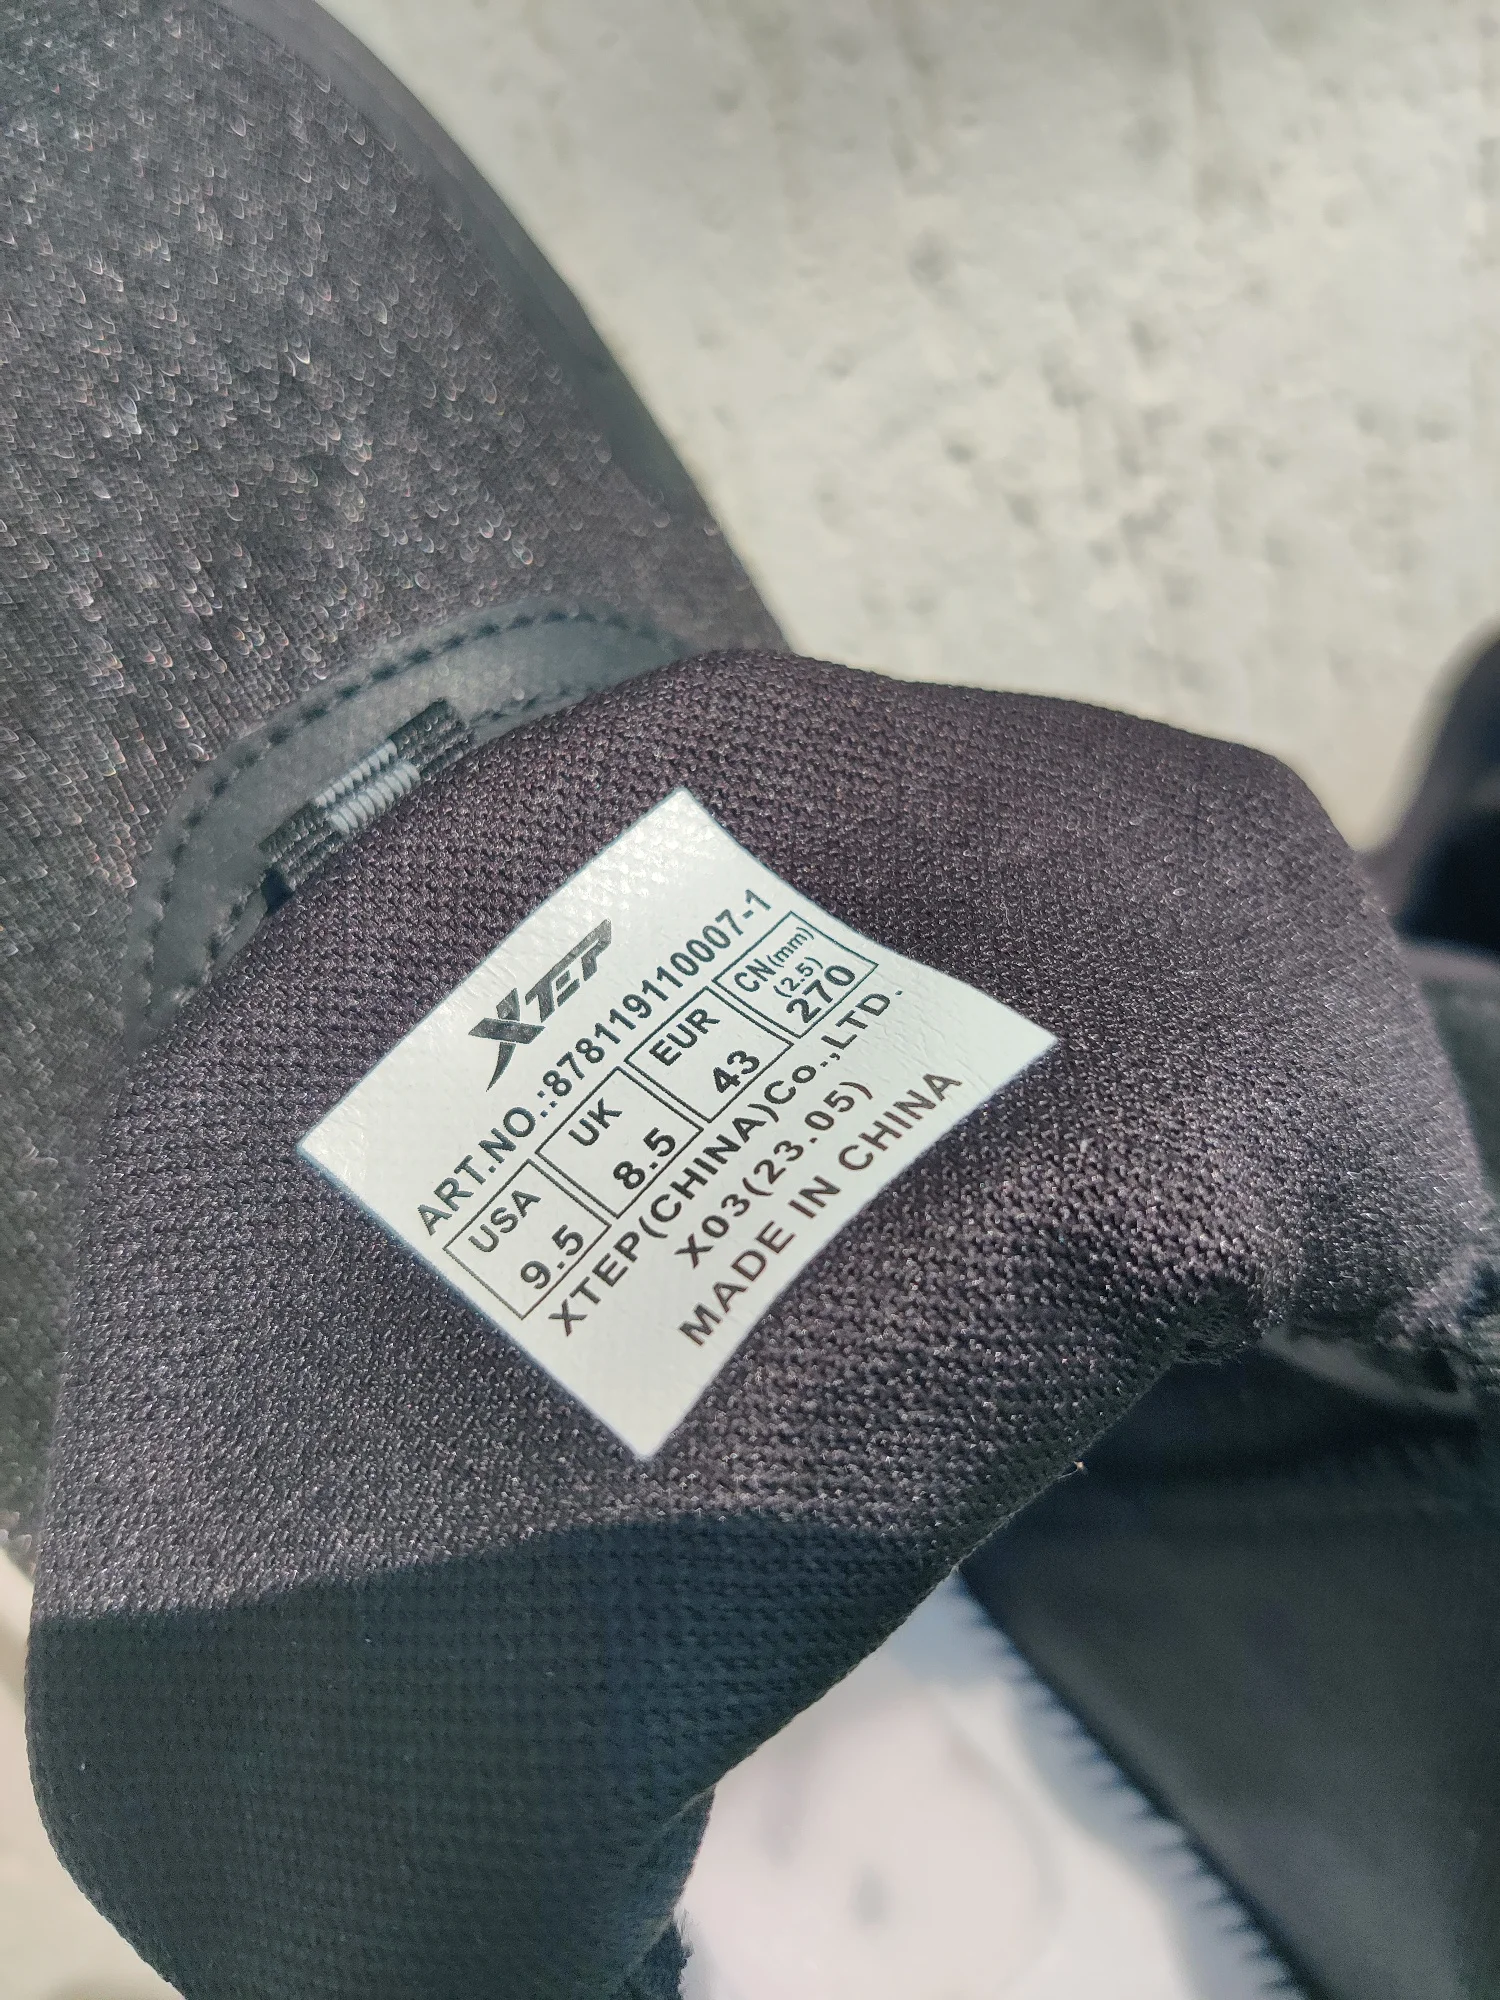 XTEP
ART.NO.:878119110007-1
USA UK EUR CN(mm)
(2.5)
9.5 8.5 43 270
XTEP(CHINA)Co.,LTD.
X03(23.05)
MADE IN CHINA